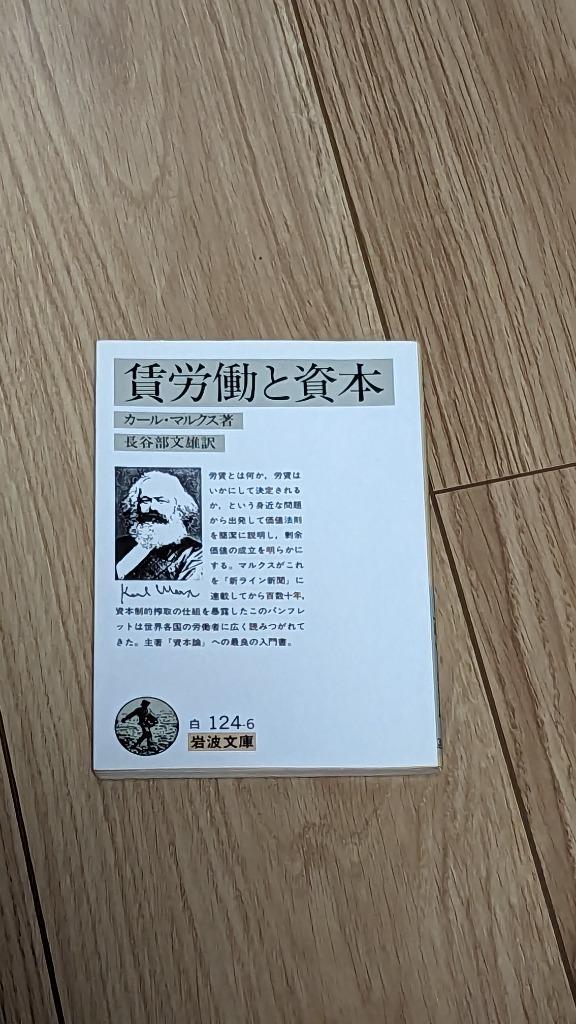 賃労働と資本
カール・マルクス著
長谷部文雄訳
労賃とは何か，労賃は
いかにして決定される
か，という身近な問題
から出発して価値法則
を簡潔に説明し，剰余
価値の成立を明らかに
する。マルクスがこれ
を「新ライン新聞」に
連載してから百数十年，
資本制的搾取の仕組を暴露したこのパンフレ
ットは世界各国の労働者に広く読みつがれて
きた。主著「資本論」への最良の入門書。
Karl Marx
白 124-6
岩波文庫